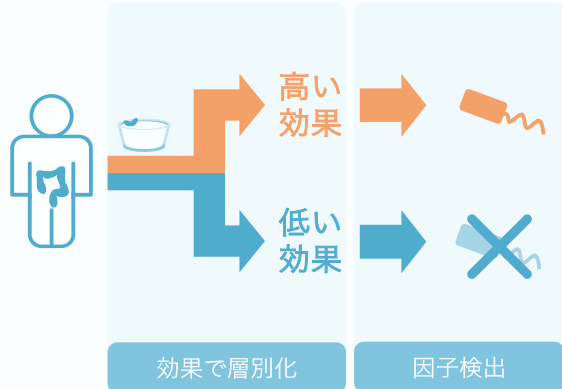 高い
効果
低い
効果
効果で層別化
因子検出